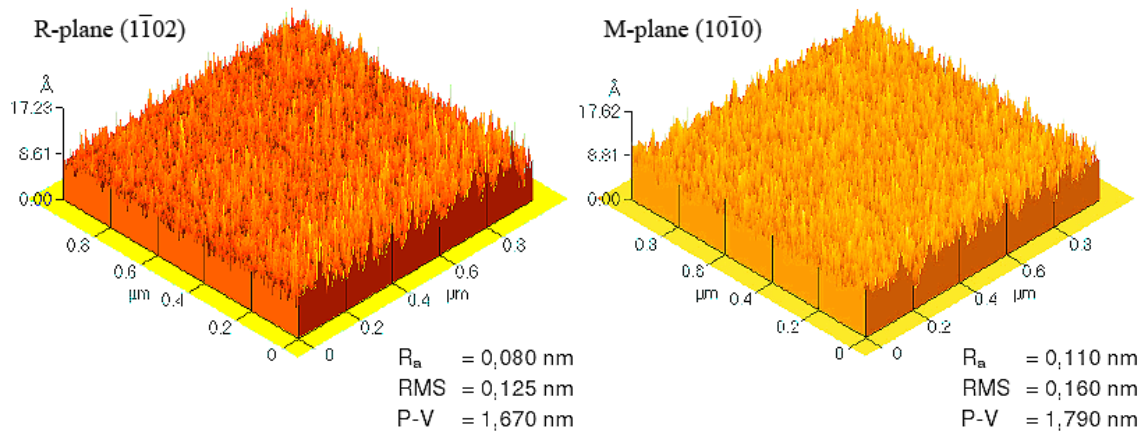 R-plane (11̅02)
Å
17.23
8.61
0.00
0.8
0.6
µm
0.4
0.2
0
0
0.2
0.4
µm
0.6
0.8
Rₐ = 0,080 nm
RMS = 0,125 nm
P-V = 1,670 nm
M-plane (101̅0)
Å
17.62
8.81
0.00
0.8
0.6
µm
0.4
0.2
0
0
0.2
0.4
µm
0.6
0.8
Rₐ = 0,110 nm
RMS = 0,160 nm
P-V = 1,790 nm